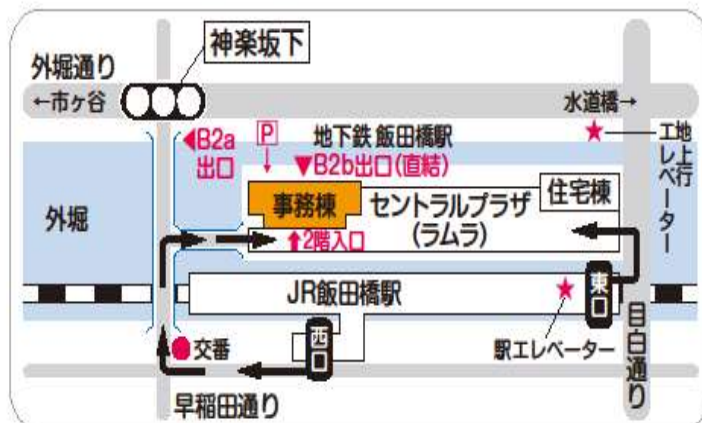 神楽坂下
外堀通り
←市ヶ谷
水道橋→
◀B2a
出口
P
地下鉄 飯田橋駅
▼B2b出口(直結)
★
地上行
エレベーター
外堀
事務棟
セントラルプラザ
(ラムラ)
住宅棟
⬆2階入口
JR飯田橋駅
★
東口
西口
交番
駅エレベーター
目白通り
早稲田通り